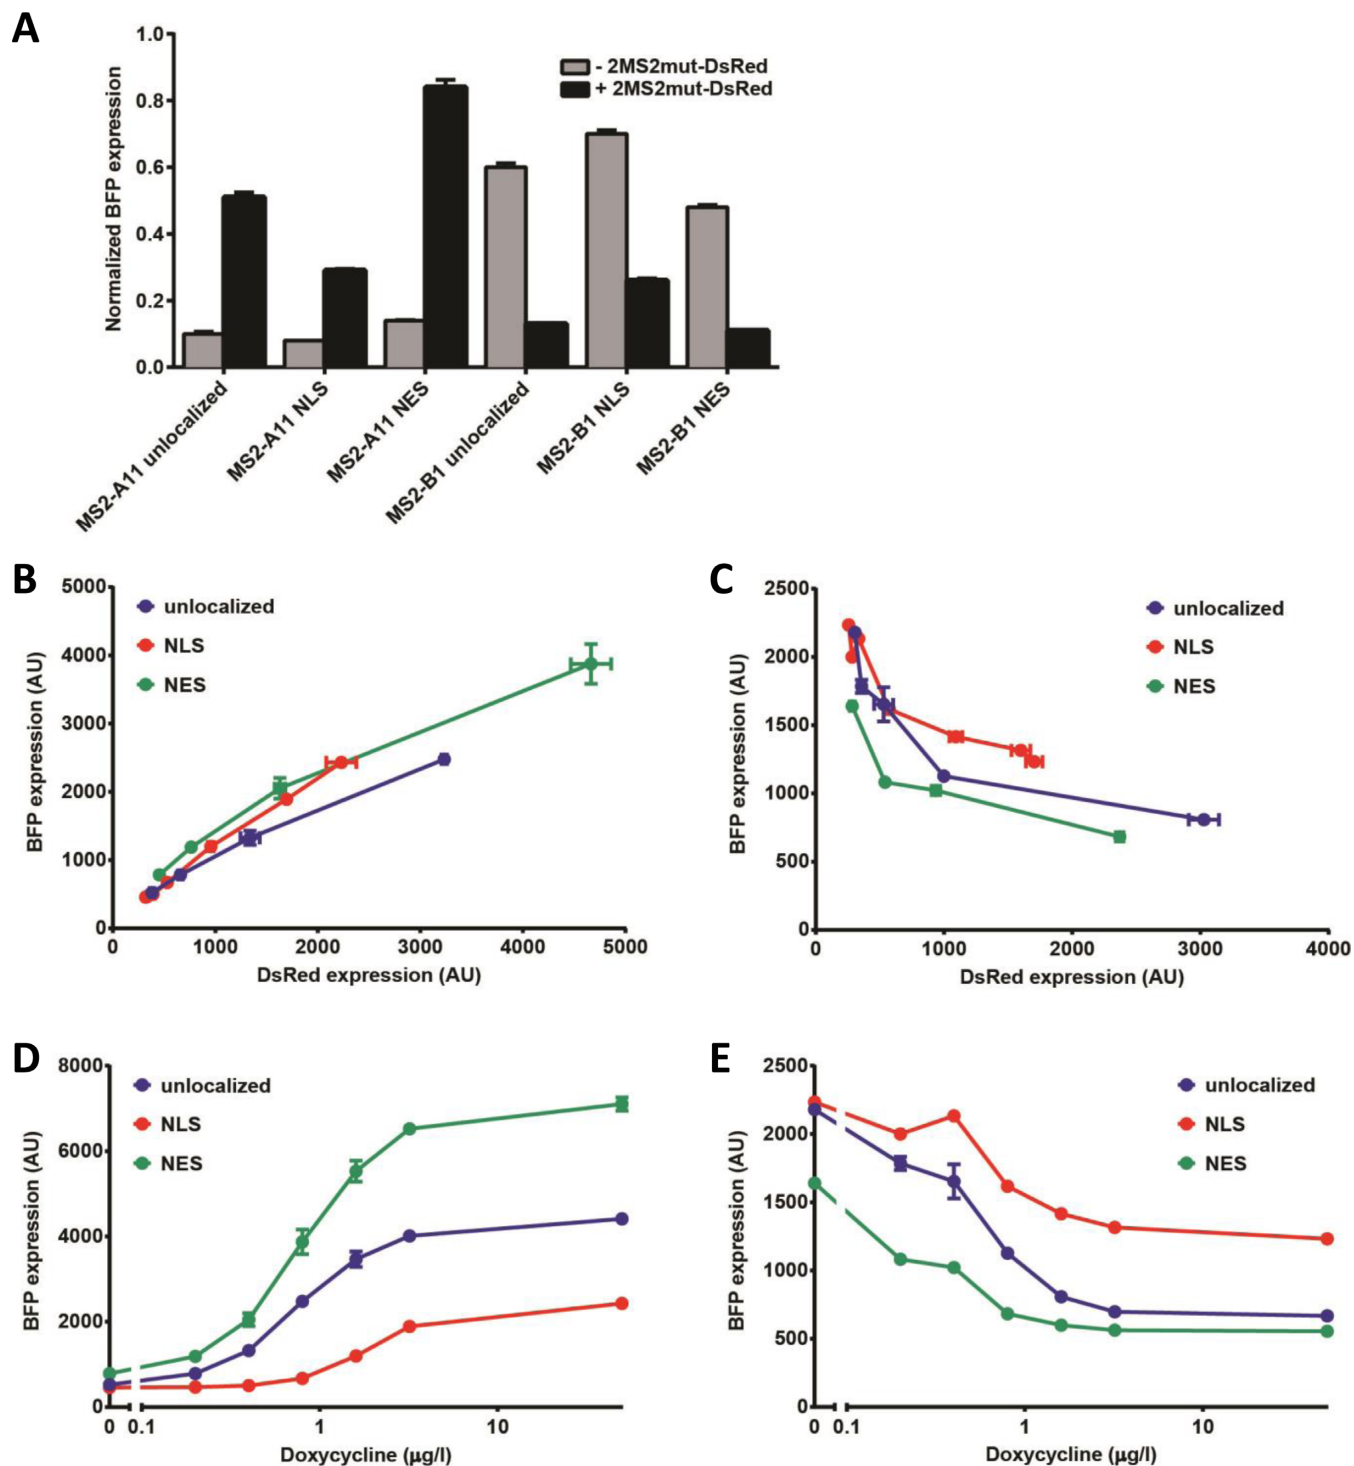 A
1.0
0.8
0.6
0.4
0.2
0.0
Normalized BFP expression
- 2MS2mut-DsRed
+ 2MS2mut-DsRed
MS2-A11 unlocalized
MS2-A11 NLS
MS2-A11 NES
MS2-B1 unlocalized
MS2-B1 NLS
MS2-B1 NES
B
5000
4000
3000
2000
1000
0
BFP expression (AU)
unlocalized
NLS
NES
0 1000 2000 3000 4000 5000
DsRed expression (AU)
C
2500
2000
1500
1000
500
0
BFP expression (AU)
unlocalized
NLS
NES
0 1000 2000 3000 4000
DsRed expression (AU)
D
8000
6000
4000
2000
0
BFP expression (AU)
unlocalized
NLS
NES
0 0.1 1 10
Doxycycline (µg/l)
E
2500
2000
1500
1000
500
0
BFP expression (AU)
unlocalized
NLS
NES
0 0.1 1 10
Doxycycline (µg/l)